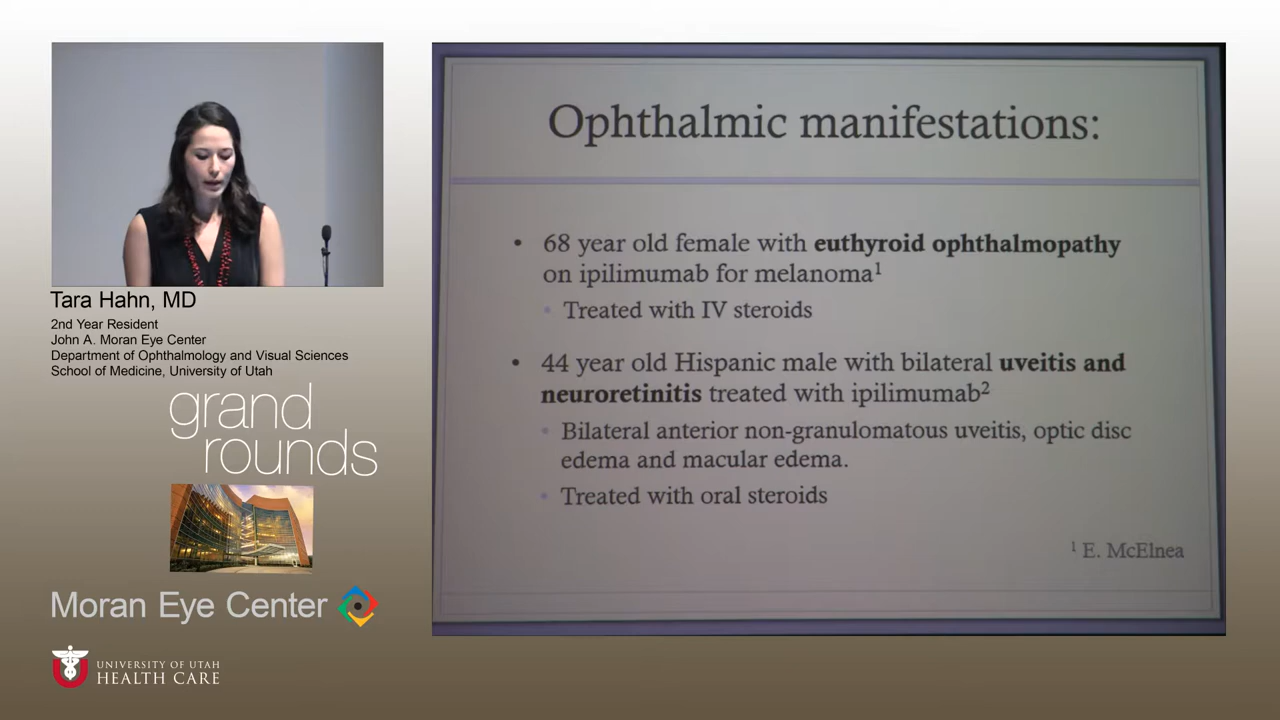 Tara Hahn, MD
2nd Year Resident
John A. Moran Eye Center
Department of Ophthalmology and Visual Sciences
School of Medicine, University of Utah
grand
rounds
Moran Eye Center
UNIVERSITY OF UTAH
HEALTH CARE
Ophthalmic manifestations:
• 68 year old female with euthyroid ophthalmopathy
on ipilimumab for melanoma¹
• Treated with IV steroids
• 44 year old Hispanic male with bilateral uveitis and
neuroretinitis treated with ipilimumab²
• Bilateral anterior non-granulomatous uveitis, optic disc
edema and macular edema.
• Treated with oral steroids
¹ E. McElnea